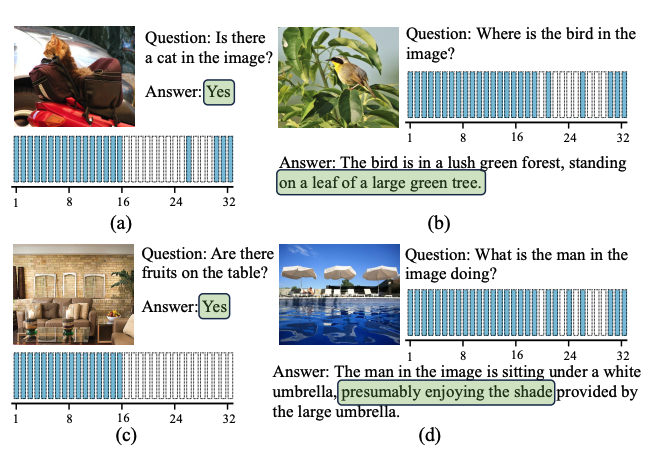 Question: Is there
a cat in the image?
Answer: Yes
1 8 16 24 32
(a)
Question: Where is the bird in the
image?
1 8 16 24 32
Answer: The bird is in a lush green forest, standing
on a leaf of a large green tree.
(b)
Question: Are there
fruits on the table?
Answer: Yes
1 8 16 24 32
(c)
Question: What is the man in the
image doing?
1 8 16 24 32
Answer: The man in the image is sitting under a white
umbrella, presumably enjoying the shade provided by
the large umbrella.
(d)